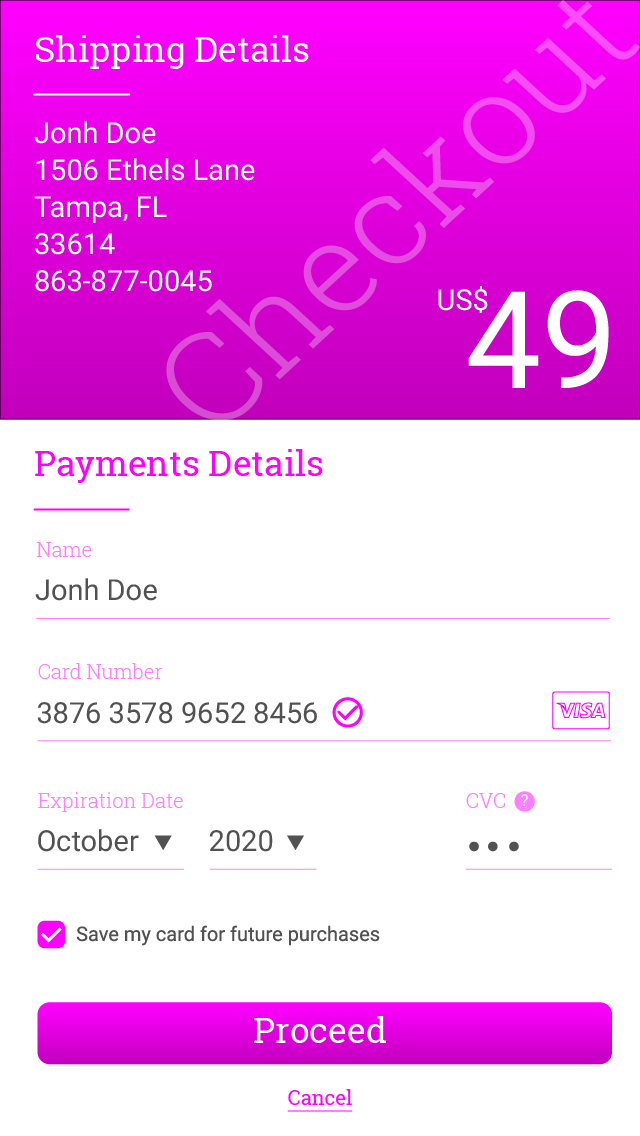 Shipping Details
Checkout
Jonh Doe
1506 Ethels Lane
Tampa, FL
33614
863-877-0045
US$49
Payments Details
Name
Jonh Doe
Card Number
3876 3578 9652 8456
VISA
Expiration Date
CVC ?
October
2020
Save my card for future purchases
Proceed
Cancel